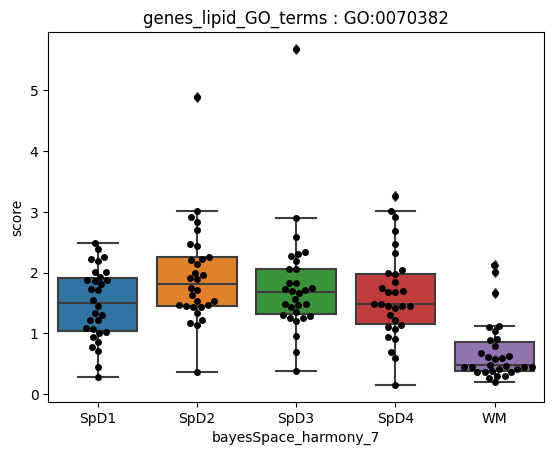 genes_lipid_GO_terms : GO:0070382
score
5
4
3
2
1
0
SpD1 SpD2 SpD3 SpD4 WM
bayesSpace_harmony_7